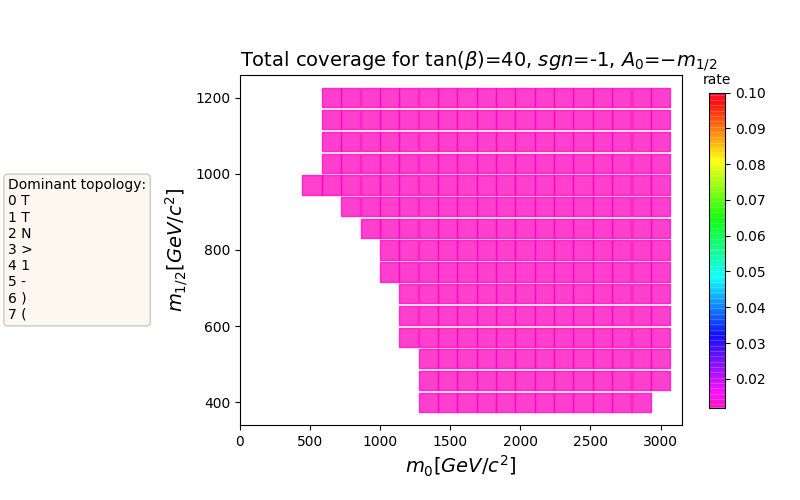 Total coverage for tan(β)=40, sgn=-1, A₀=−m₁/₂
rate
0.10
0.09
0.08
0.07
0.06
0.05
0.04
0.03
0.02
Dominant topology:
0 T
1 T
2 N
3 >
4 1
5 -
6 )
7 (
m₁/₂[GeV/c²]
1200
1000
800
600
400
0 500 1000 1500 2000 2500 3000
m₀[GeV/c²]